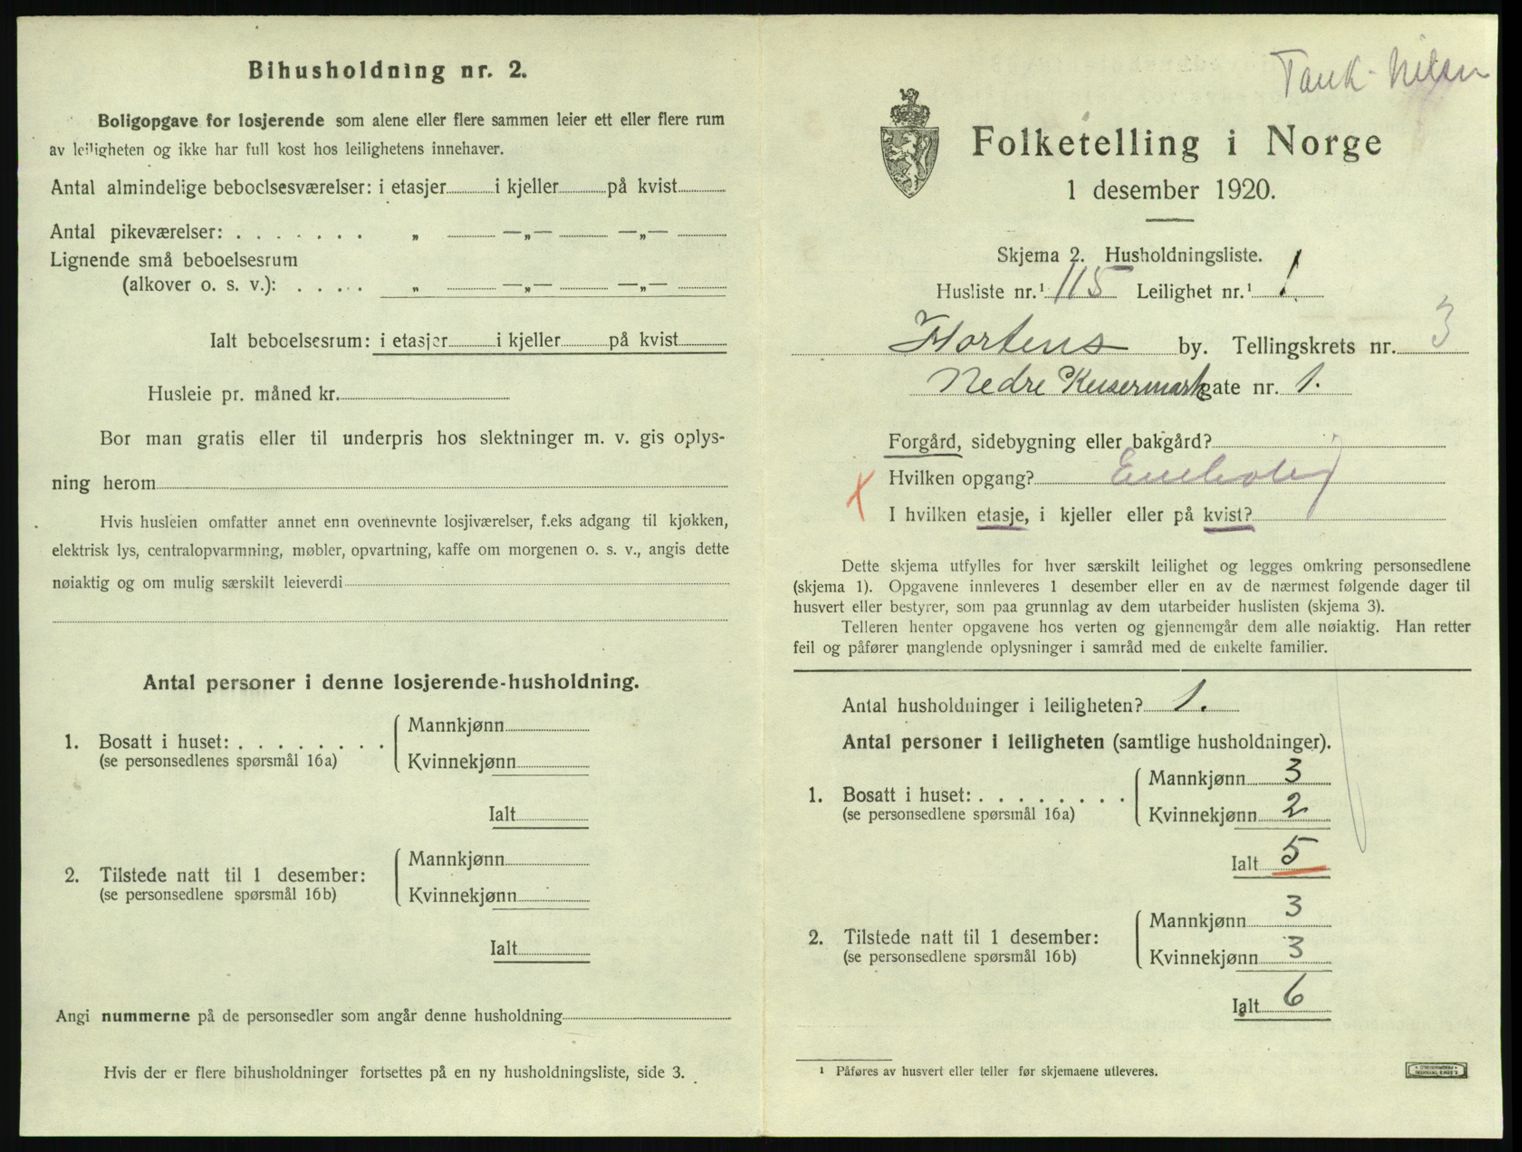 Bihusholdning nr. 2.
Boligopgave for losjerende som alene eller flere sammen leier ett eller flere rum
av leiligheten og ikke har full kost hos leilighetens innehaver.
Antal almindelige beboelsesværelser: i etasjer i kjeller på kvist
Antal pikeværelser: . . . . . . . „ —„— —„—
Lignende små beboelsesrum
(alkover o. s. v.): . . . . „ —„— —„—
Ialt beboelsesrum: i etasjer i kjeller på kvist
Husleie pr. måned kr.
Bor man gratis eller til underpris hos slektninger m. v. gis oplys-
ning herom
Hvis husleien omfatter annet enn ovennevnte losjiværelser, f.eks adgang til kjøkken,
elektrisk lys, centralopvarmning, møbler, opvartning, kaffe om morgenen o. s. v., angis dette
nøiaktig og om mulig særskilt leieverdi
Antal personer i denne losjerende-husholdning.
1. Bosatt i huset: . . . . . . . . Mannkjønn
(se personsedlenes spørsmål 16a) Kvinnekjønn
Ialt
2. Tilstede natt til 1 desember: Mannkjønn
(se personsedlene spørsmål 16b) Kvinnekjønn
Ialt
Angi nummerne på de personsedler som angår denne husholdning
Hvis der er flere bihusholdninger fortsettes på en ny husholdningsliste, side 3.
Tank-Nilsen
Folketelling i Norge
1 desember 1920.
Skjema 2. Husholdningsliste.
Husliste nr.¹ 115 Leilighet nr.¹ 1.
Hortens by. Tellingskrets nr. 3
Nedre Keisermark gate nr. 1.
Forgård, sidebygning eller bakgård?
Hvilken opgang? Enebolig
I hvilken etasje, i kjeller eller på kvist?
Dette skjema utfylles for hver særskilt leilighet og legges omkring personsedlene
(skjema 1). Opgavene innleveres 1 desember eller en av de nærmest følgende dager til
husvert eller bestyrer, som paa grunnlag av dem utarbeider huslisten (skjema 3).
Telleren henter opgavene hos verten og gjennemgår dem alle nøiaktig. Han retter
feil og påfører manglende oplysninger i samråd med de enkelte familier.
Antal husholdninger i leiligheten? 1.
Antal personer i leiligheten (samtlige husholdninger).
1. Bosatt i huset: . . . . . . . . Mannkjønn 3
(se personsedlene spørsmål 16a) Kvinnekjønn 2
Ialt 5
2. Tilstede natt til 1 desember: Mannkjønn 3
(se personsedlene spørsmål 16b) Kvinnekjønn 3
Ialt 6
¹ Påføres av husvert eller teller før skjemaene utleveres.